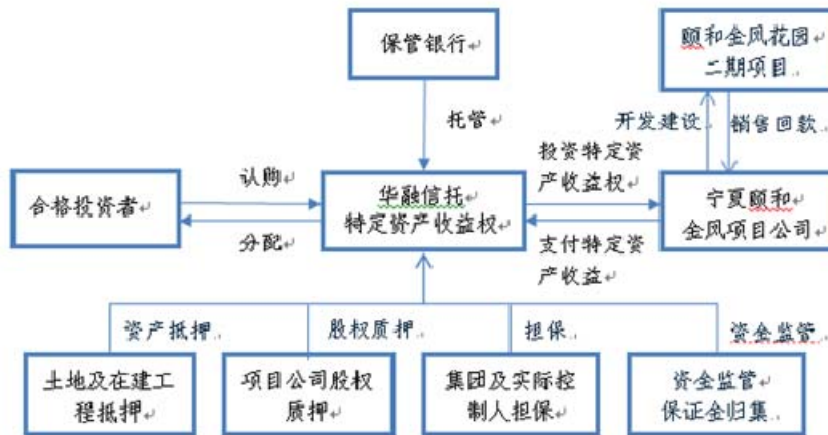 保管银行
颐和金凤花园
二期项目
托管
开发建设
销售回款
认购
投资特定资
产收益权
合格投资者
华融信托
特定资产收益权
宁夏颐和
金凤项目公司
分配
支付特定资
产收益
资产抵押
股权质押
担保
资金监管
土地及在建工
程抵押
项目公司股权
质押
集团及实际控
制人担保
资金监管
保证金归集